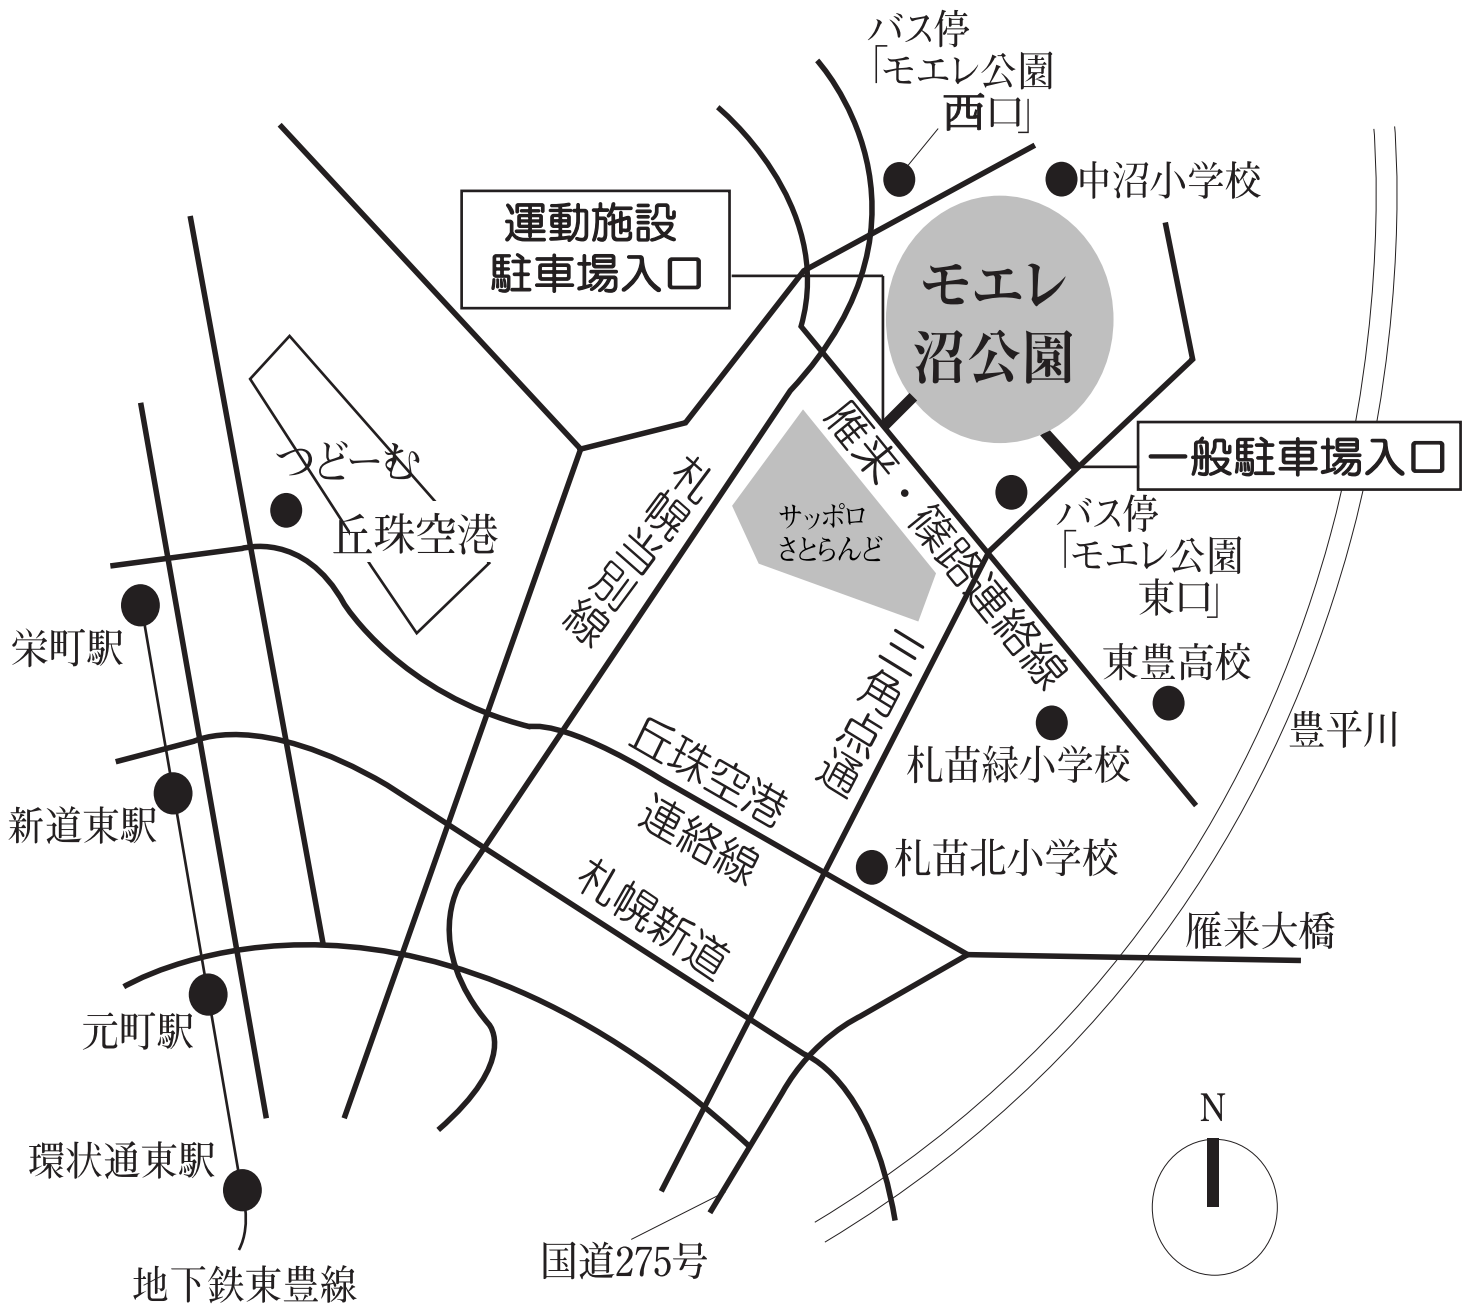 バス停
「モエレ公園
西口」
中沼小学校
運動施設
駐車場入口
モエレ
沼公園
一般駐車場入口
つどーむ
丘珠空港
札幌当別線
サッポロ
さとらんど
雁来・篠路連絡線
バス停
「モエレ公園
東口」
栄町駅
三角点通
東豊高校
豊平川
丘珠空港
連絡線
札苗緑小学校
新道東駅
札幌新道
札苗北小学校
雁来大橋
元町駅
N
環状通東駅
国道275号
地下鉄東豊線